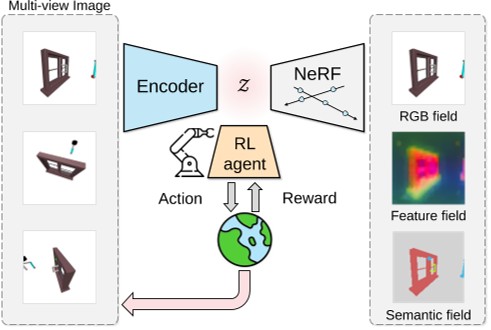 Multi-view Image
Encoder
z
NeRF
RGB field
RL
agent
Action
Reward
Feature field
Semantic field